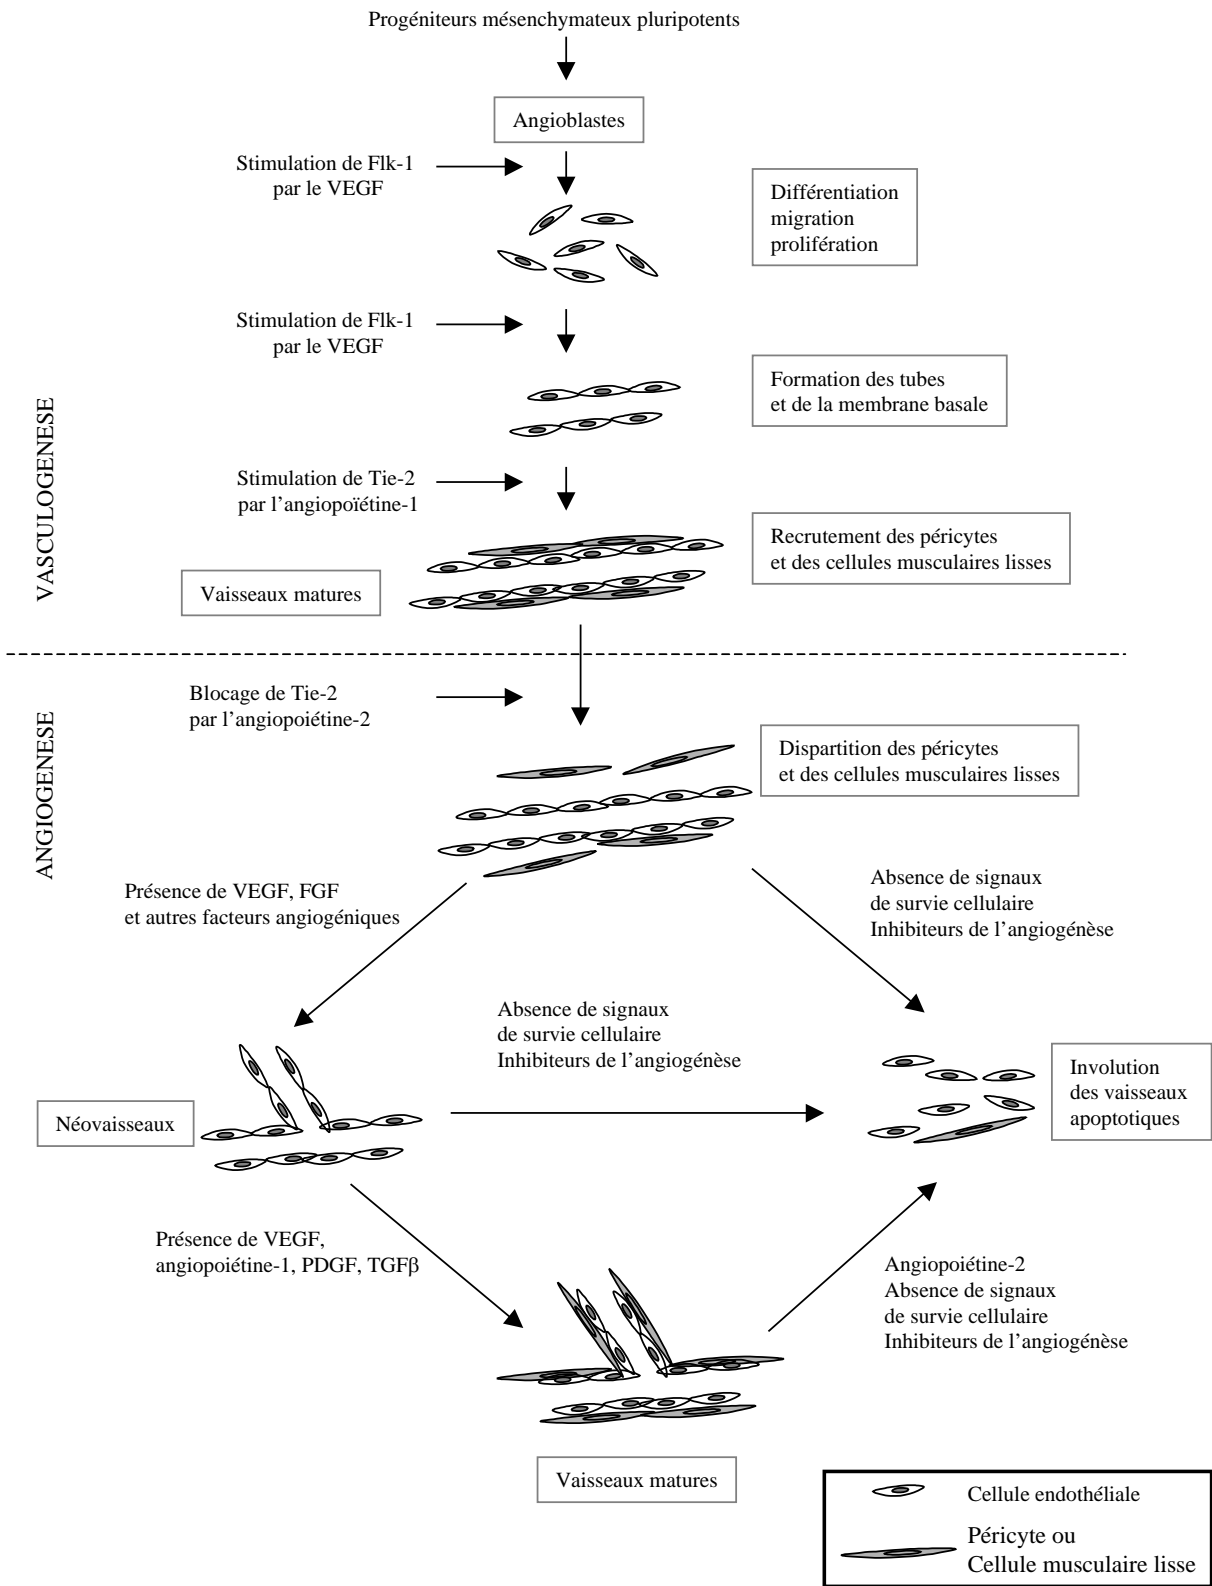 Progéniteurs mésenchymateux pluripotents
Angioblastes
Stimulation de Flk-1
par le VEGF
Différentiation
migration
prolifération
Stimulation de Flk-1
par le VEGF
Formation des tubes
et de la membrane basale
VASCULOGENESE
Stimulation de Tie-2
par l'angiopoïétine-1
Recrutement des péricytes
et des cellules musculaires lisses
Vaisseaux matures
Blocage de Tie-2
par l'angiopoiétine-2
ANGIOGENESE
Dispartition des péricytes
et des cellules musculaires lisses
Présence de VEGF, FGF
et autres facteurs angiogéniques
Absence de signaux
de survie cellulaire
Inhibiteurs de l'angiogénèse
Absence de signaux
de survie cellulaire
Inhibiteurs de l'angiogénèse
Néovaisseaux
Involution
des vaisseaux
apoptotiques
Présence de VEGF,
angiopoiétine-1, PDGF, TGFβ
Angiopoiétine-2
Absence de signaux
de survie cellulaire
Inhibiteurs de l'angiogénèse
Vaisseaux matures
Cellule endothéliale
Péricyte ou
Cellule musculaire lisse